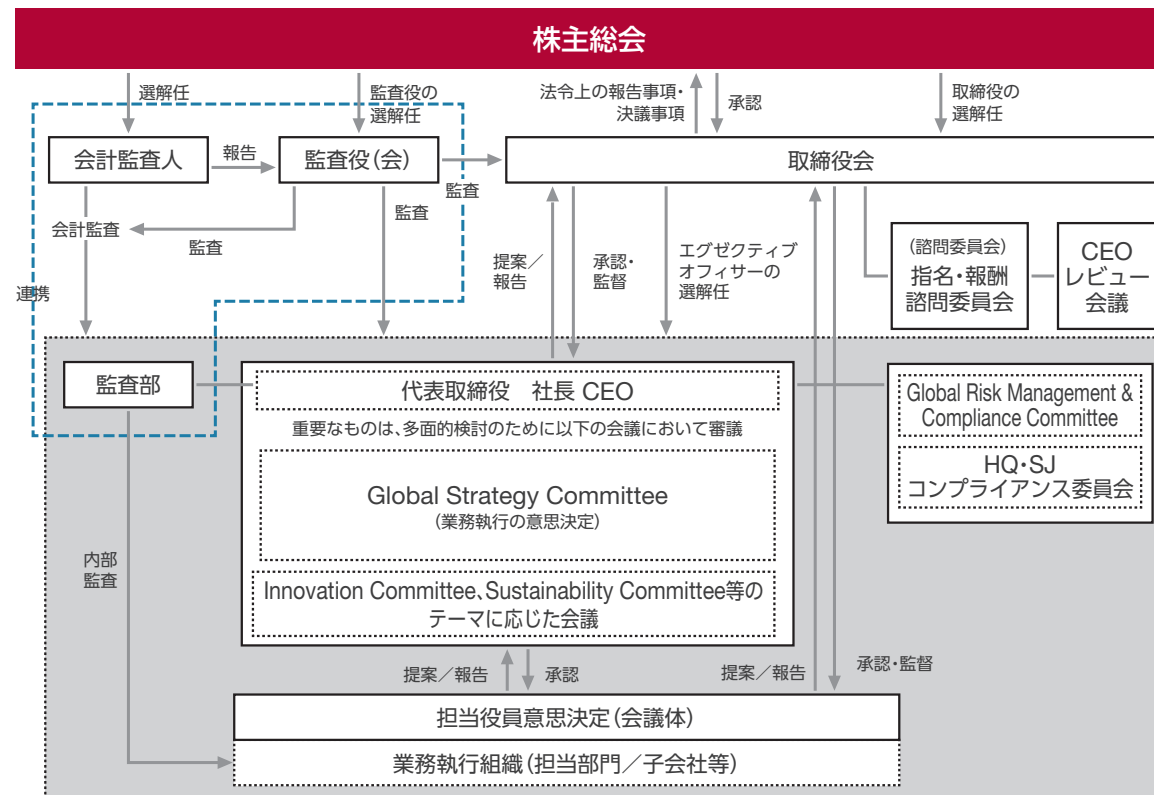 株主総会
選解任
監査役の
選解任
法令上の報告事項・
決議事項
承認
取締役の
選解任
会計監査人
報告
監査役(会)
監査
取締役会
会計監査
監査
監査
連携
提案/
報告
承認・
監督
エグゼクティブ
オフィサーの
選解任
(諮問委員会)
指名・報酬
諮問委員会
CEO
レビュー
会議
監査部
代表取締役 社長 CEO
重要なものは、多面的検討のために以下の会議において審議
Global Strategy Committee
(業務執行の意思決定)
Innovation Committee、Sustainability Committee等の
テーマに応じた会議
Global Risk Management &
Compliance Committee
HQ・SJ
コンプライアンス委員会
内部
監査
提案/報告
承認
提案/報告
承認・監督
担当役員意思決定(会議体)
業務執行組織(担当部門/子会社等)